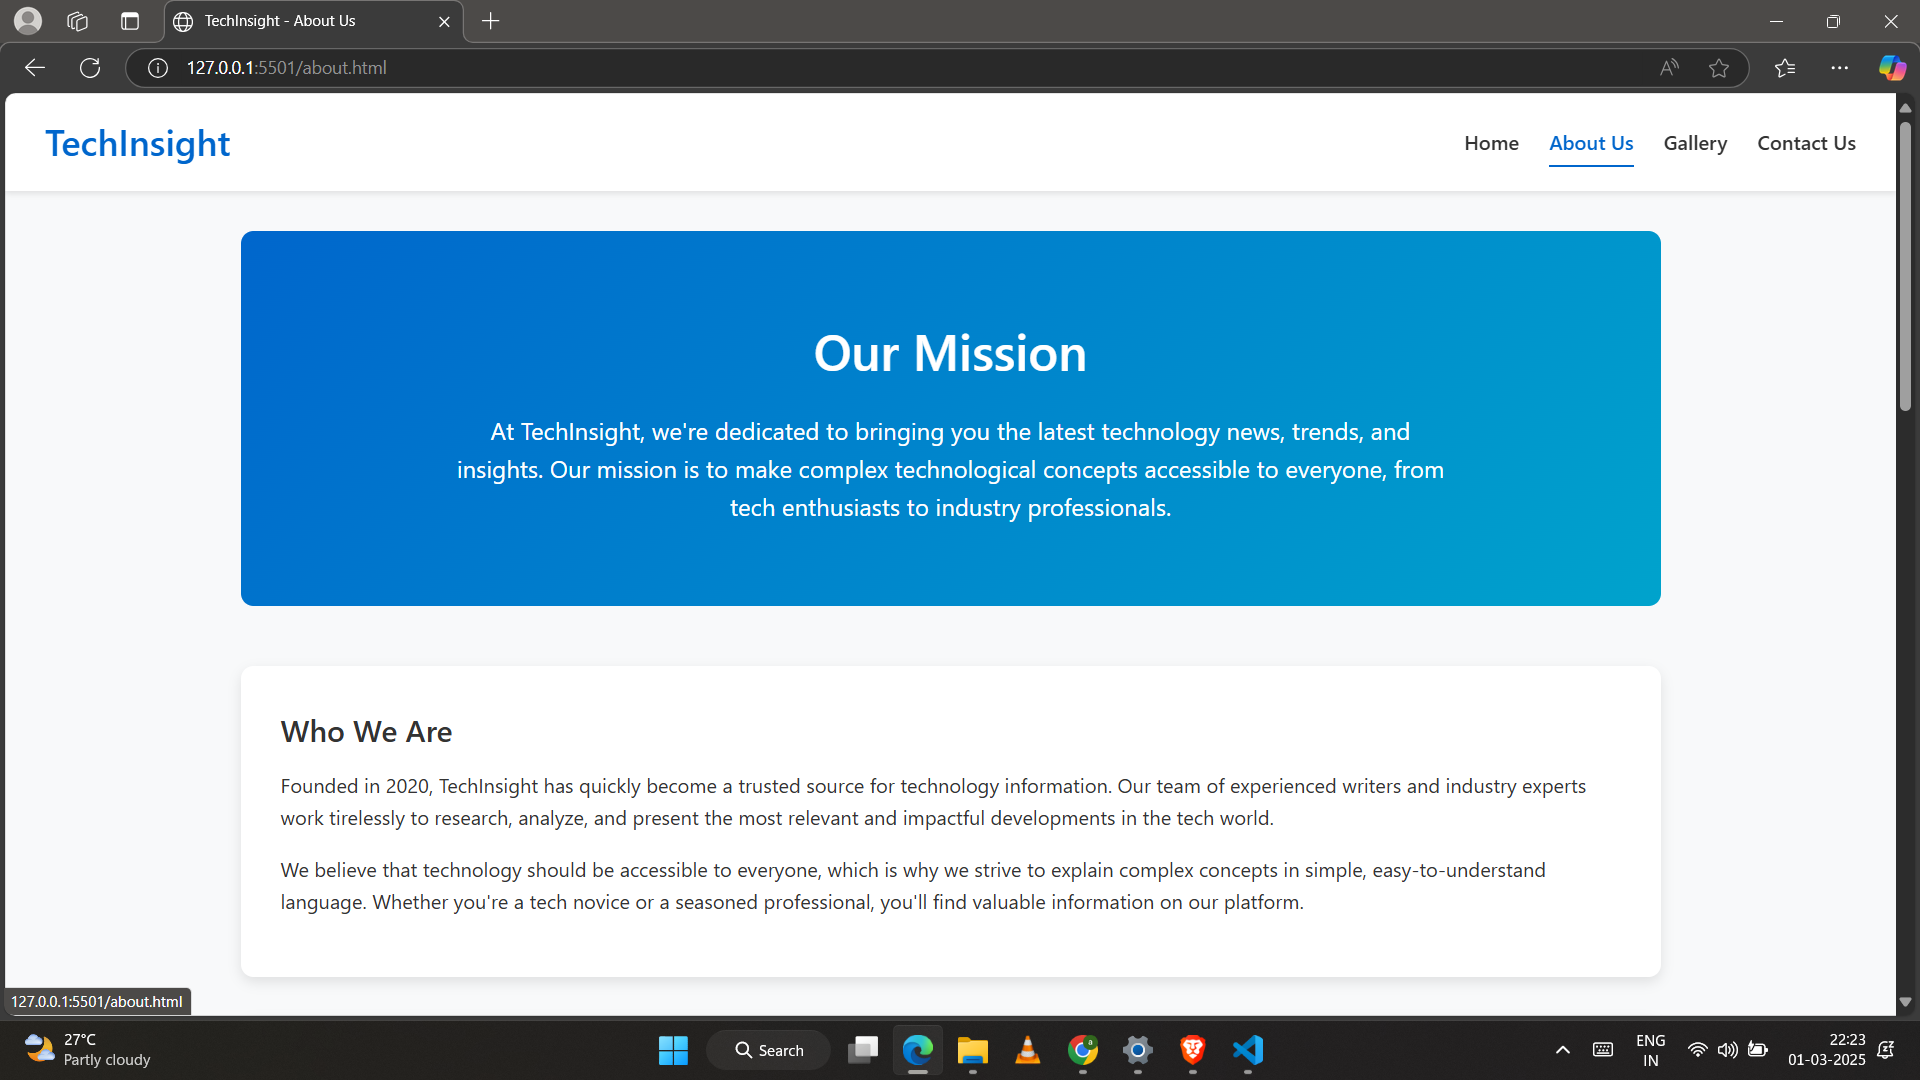 TechInsight - About Us
127.0.0.1:5501/about.html
TechInsight
Home About Us Gallery Contact Us
Our Mission
At TechInsight, we're dedicated to bringing you the latest technology news, trends, and
insights. Our mission is to make complex technological concepts accessible to everyone, from
tech enthusiasts to industry professionals.
Who We Are
Founded in 2020, TechInsight has quickly become a trusted source for technology information. Our team of experienced writers and industry experts
work tirelessly to research, analyze, and present the most relevant and impactful developments in the tech world.
We believe that technology should be accessible to everyone, which is why we strive to explain complex concepts in simple, easy-to-understand
language. Whether you're a tech novice or a seasoned professional, you'll find valuable information on our platform.
127.0.0.1:5501/about.html
27°C
Partly cloudy
Search
ENG
IN
22:23
01-03-2025